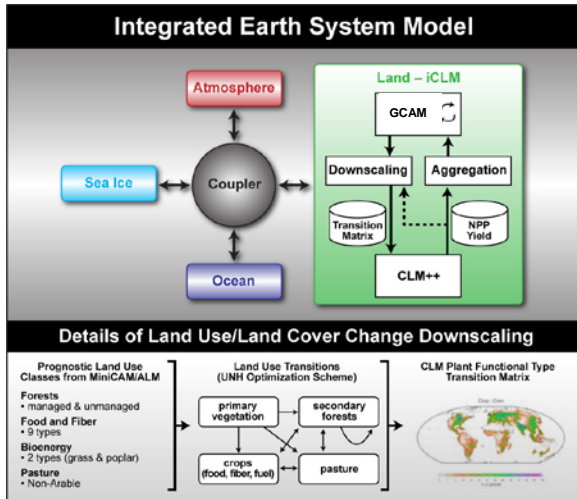 Integrated Earth System Model
Land – iCLM
Atmosphere
GCAM
Sea Ice
Coupler
Downscaling
Aggregation
Transition
Matrix
NPP
Yield
Ocean
CLM++
Details of Land Use/Land Cover Change Downscaling
Prognostic Land Use
Classes from MiniCAM/ALM
Forests
• managed & unmanaged
Food and Fiber
• 9 types
Bioenergy
• 2 types (grass & poplar)
Pasture
• Non-Arable
Land Use Transitions
(UNH Optimization Scheme)
primary
vegetation
secondary
forests
crops
(food, fiber, fuel)
pasture
CLM Plant Functional Type
Transition Matrix